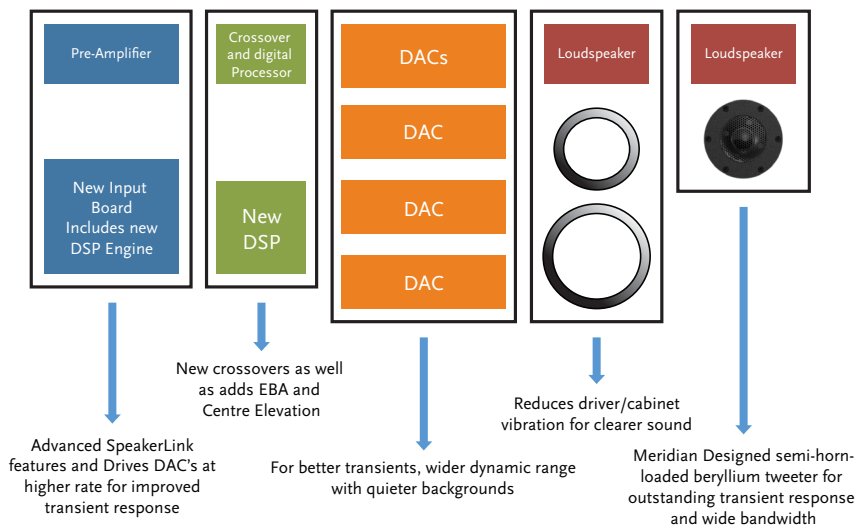 Pre-Amplifier
New Input
Board
Includes new
DSP Engine
Advanced SpeakerLink
features and Drives DAC's at
higher rate for improved
transient response
Crossover
and digital
Processor
New
DSP
New crossovers as well
as adds EBA and
Centre Elevation
DACs
DAC
DAC
DAC
For better transients, wider dynamic range
with quieter backgrounds
Loudspeaker
Reduces driver/cabinet
vibration for clearer sound
Loudspeaker
Meridian Designed semi-horn-
loaded beryllium tweeter for
outstanding transient response
and wide bandwidth